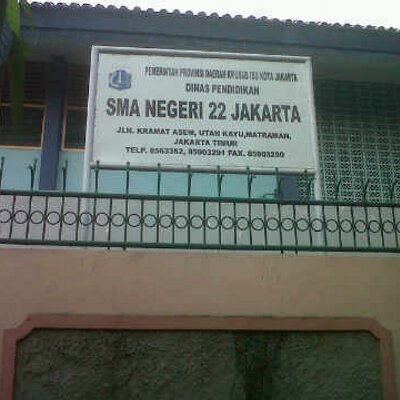 PEMERINTAH PROVINSI DAERAH KHUSUS IBU KOTA JAKARTA
DINAS PENDIDIKAN
SMA NEGERI 22 JAKARTA
JLN. KRAMAT ASEM, UTAN KAYU,MATRAMAN,
JAKARTA TIMUR
TELP. 8563352, 85903291 FAX. 85903290